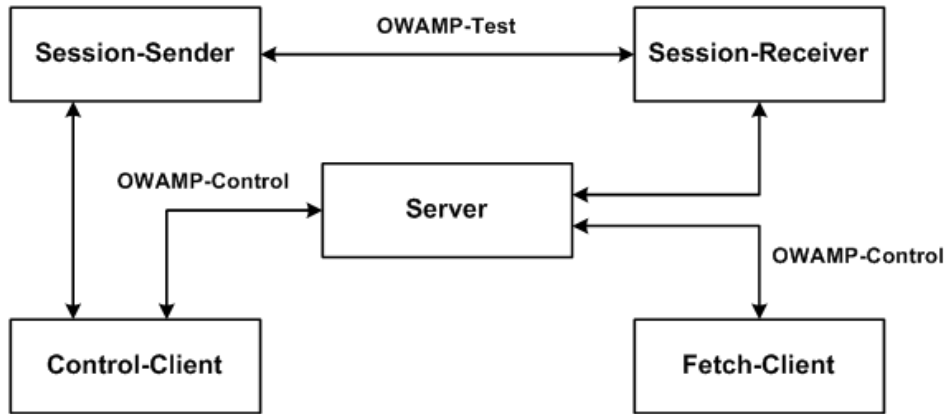 OWAMP-Test
Session-Sender
Session-Receiver
OWAMP-Control
Server
OWAMP-Control
Control-Client
Fetch-Client